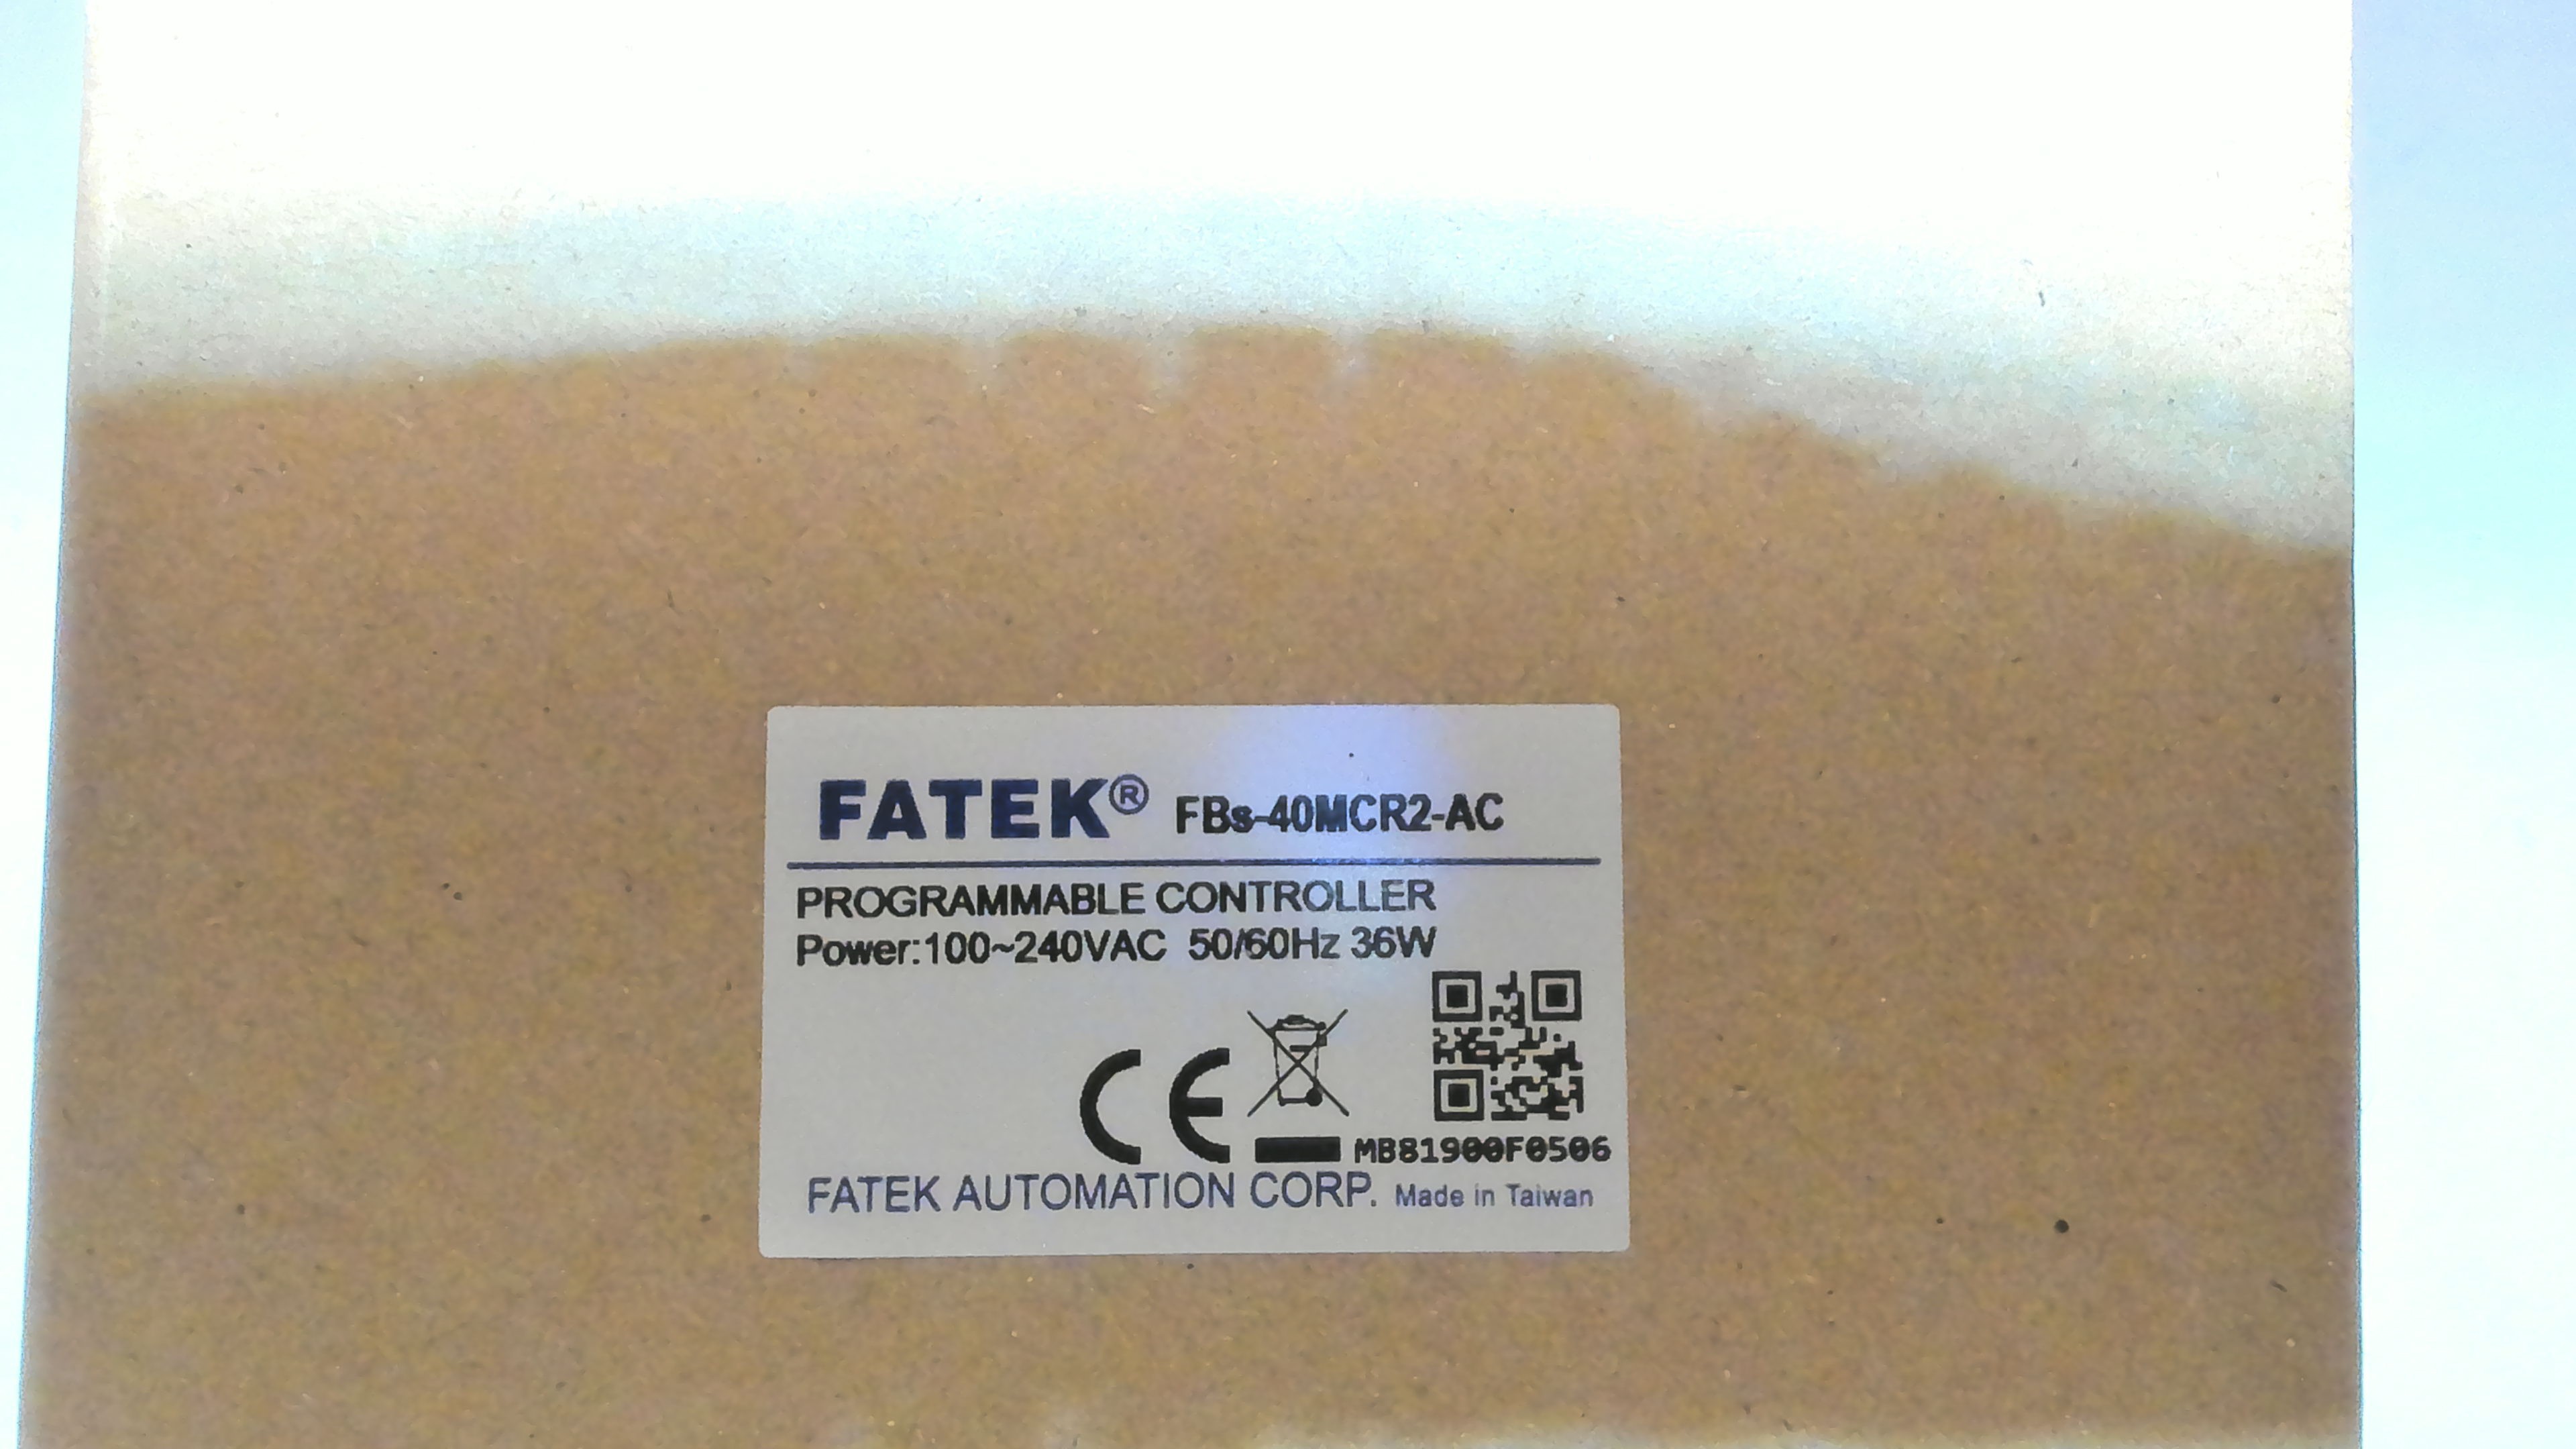 FATEK® FBs-40MCR2-AC
PROGRAMMABLE CONTROLLER
Power:100~240VAC 50/60Hz 36W
CE
MB81900F0506
FATEK AUTOMATION CORP. Made in Taiwan